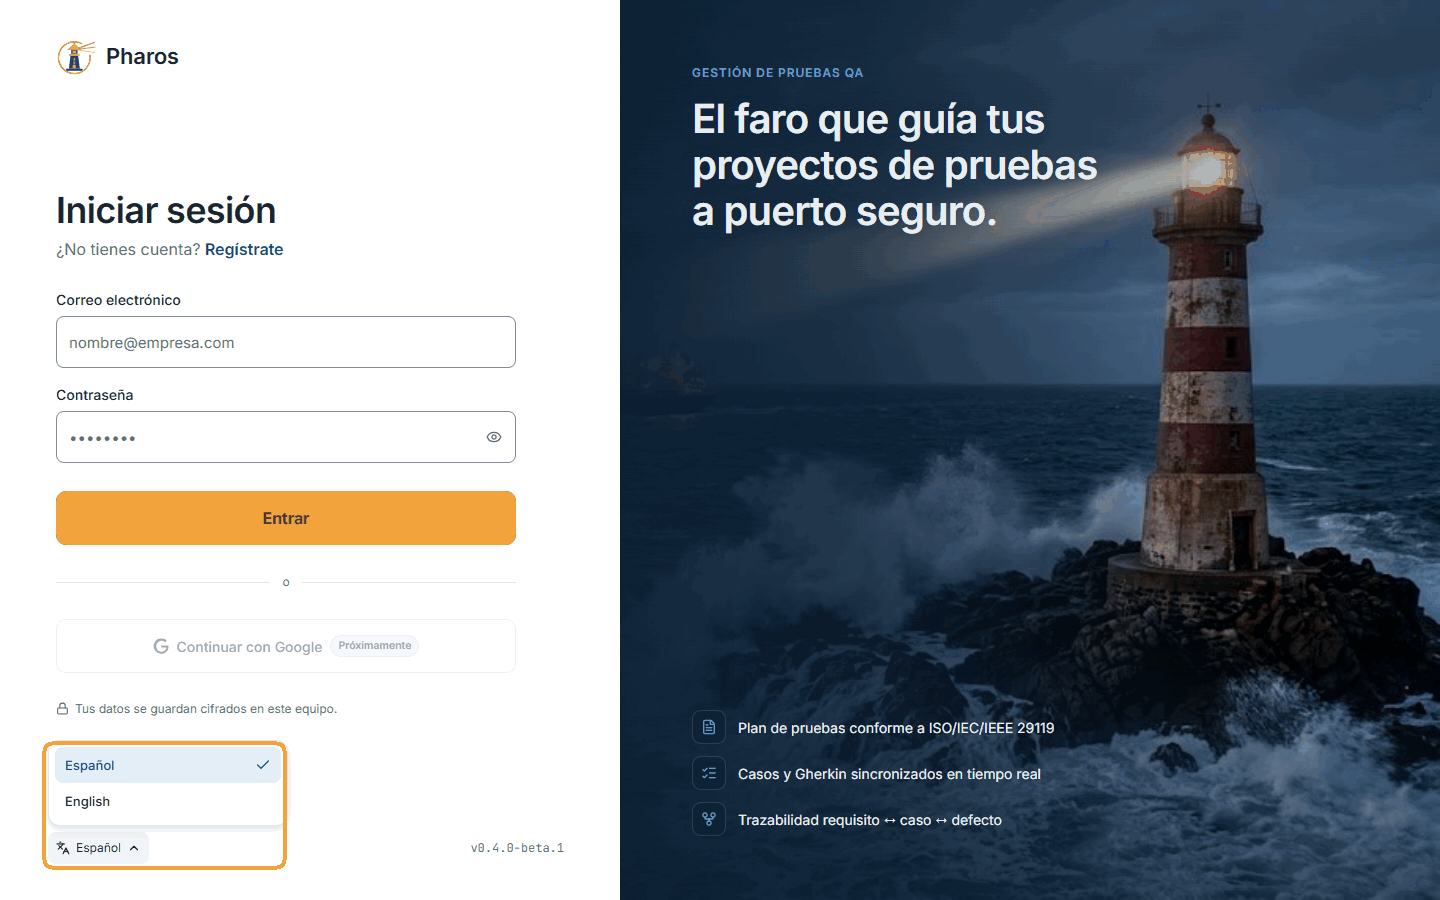 Pharos
Iniciar sesión
¿No tienes cuenta? Regístrate
Correo electrónico
nombre@empresa.com
Contraseña
••••••••
Entrar
o
Continuar con Google Próximamente
Tus datos se guardan cifrados en este equipo.
Español
English
Español
v0.4.0-beta.1
GESTIÓN DE PRUEBAS QA
El faro que guía tus
proyectos de pruebas
a puerto seguro.
Plan de pruebas conforme a ISO/IEC/IEEE 29119
Casos y Gherkin sincronizados en tiempo real
Trazabilidad requisito ↔ caso ↔ defecto